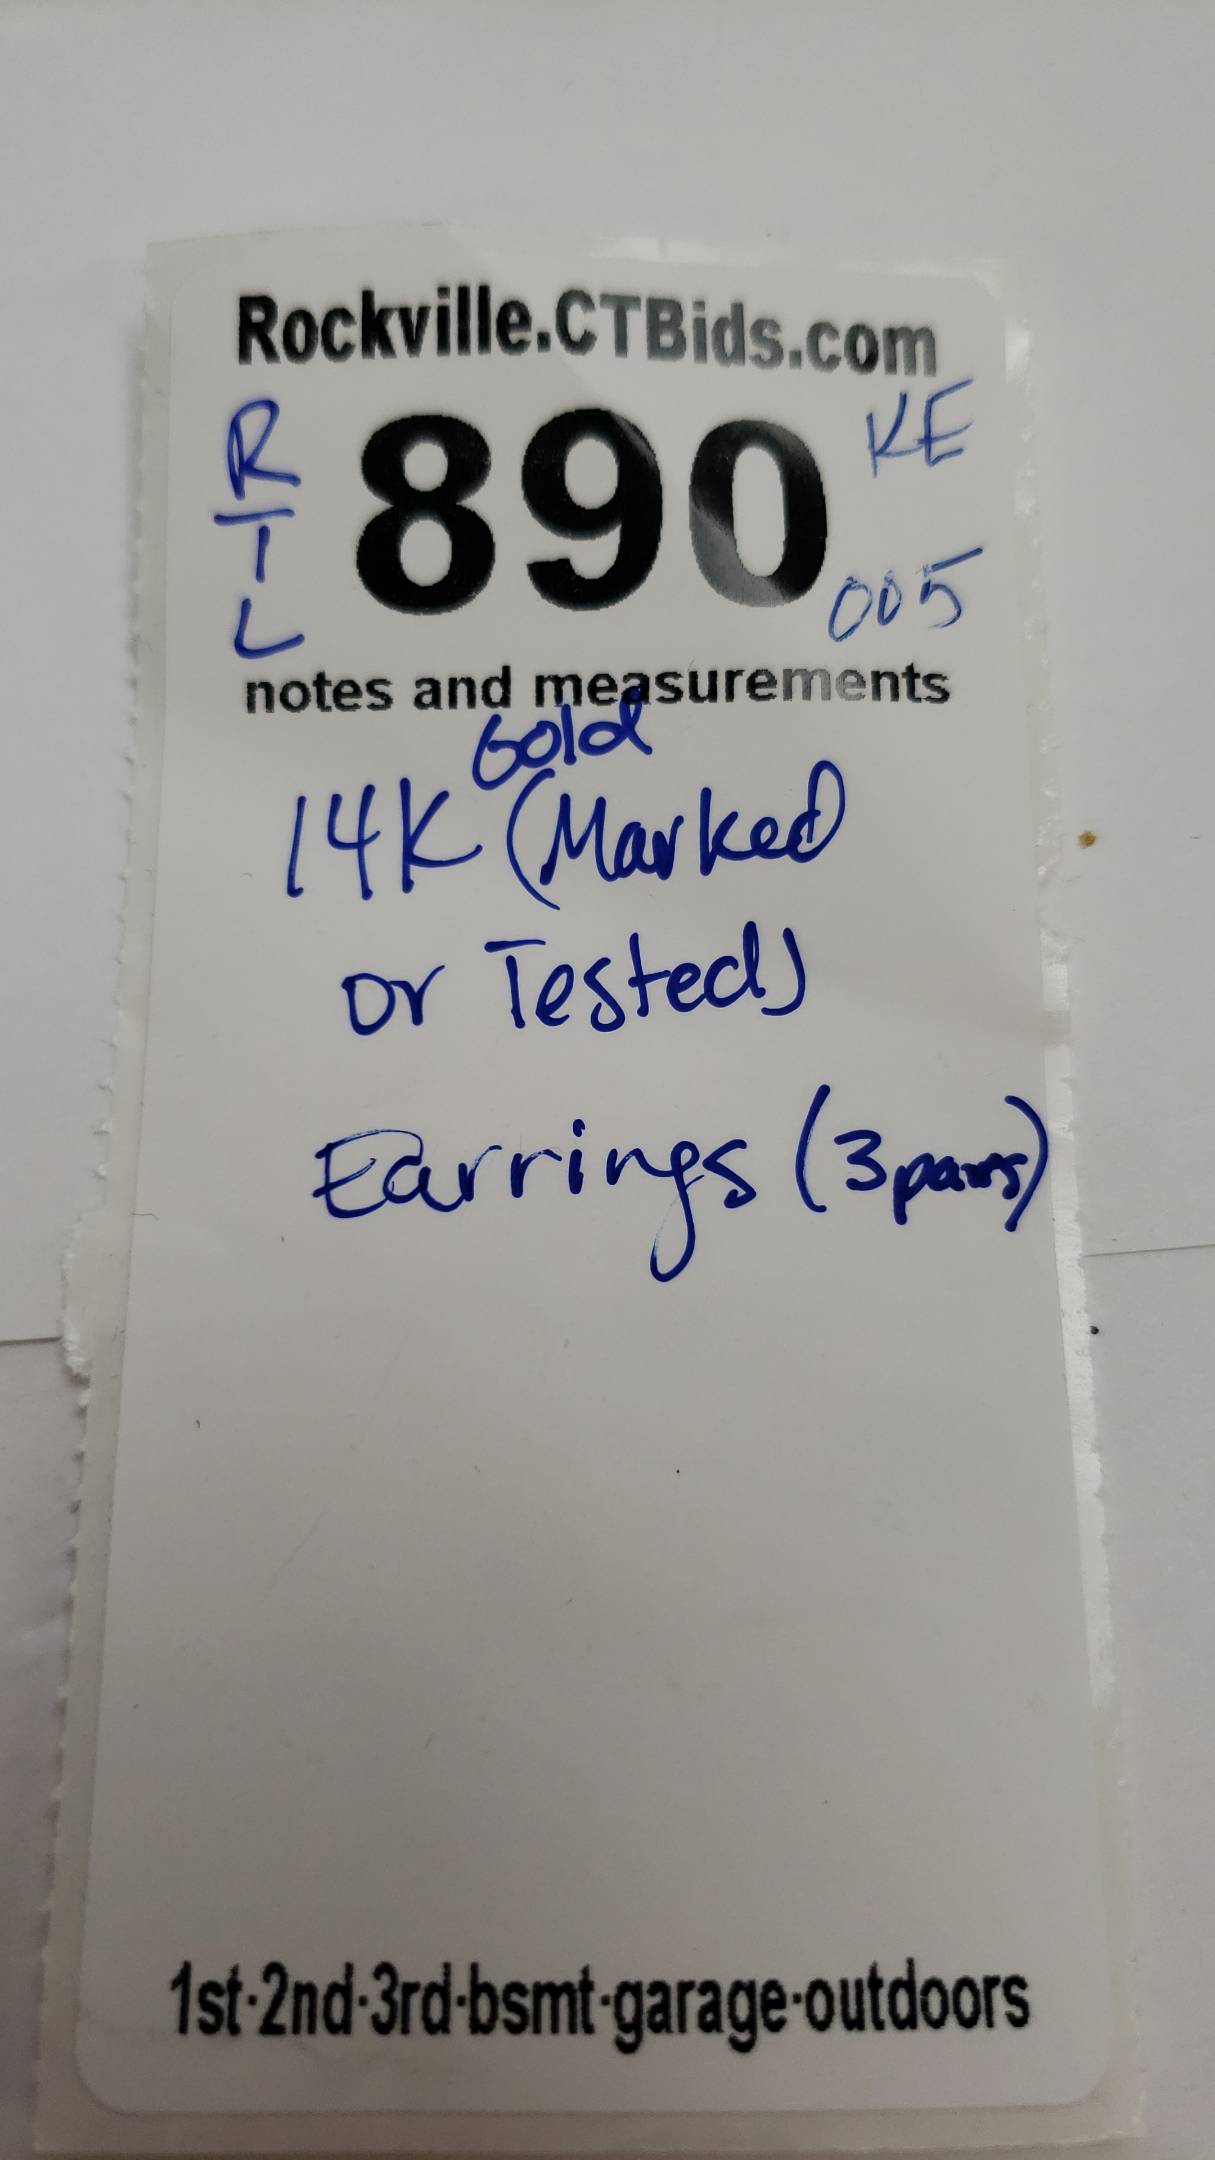 Rockville.CTBids.com
R
T
L
890
KE
005
notes and measurements
Gold
14K (Marked
or Tested)
Earrings (3 pairs)
1st·2nd·3rd·bsmt·garage·outdoors